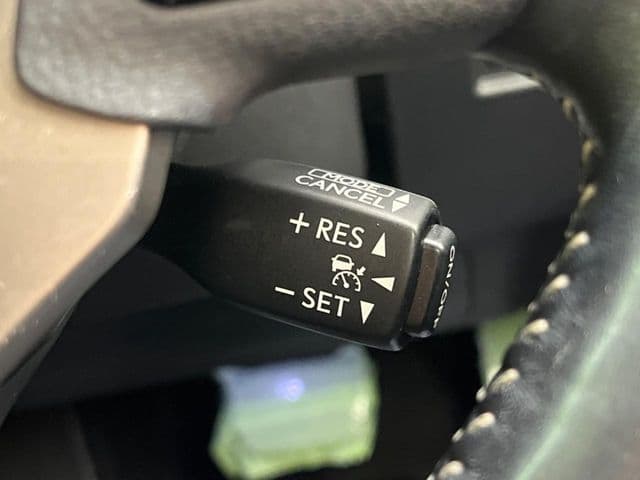 MODE
CANCEL
+ RES
- SET
ON/OFF